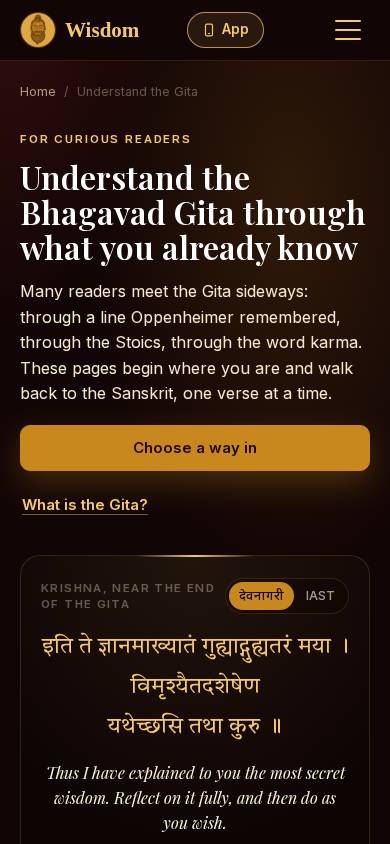 Wisdom
App
Home / Understand the Gita
FOR CURIOUS READERS
Understand the
Bhagavad Gita through
what you already know
Many readers meet the Gita sideways:
through a line Oppenheimer remembered,
through the Stoics, through the word karma.
These pages begin where you are and walk
back to the Sanskrit, one verse at a time.
Choose a way in
What is the Gita?
KRISHNA, NEAR THE END
OF THE GITA
देवनागरी
IAST
इति ते ज्ञानमाख्यातं गुह्याद्गुह्यतरं मया ।
विमृश्यैतदशेषेण
यथेच्छसि तथा कुरु ॥
Thus I have explained to you the most secret
wisdom. Reflect on it fully, and then do as
you wish.